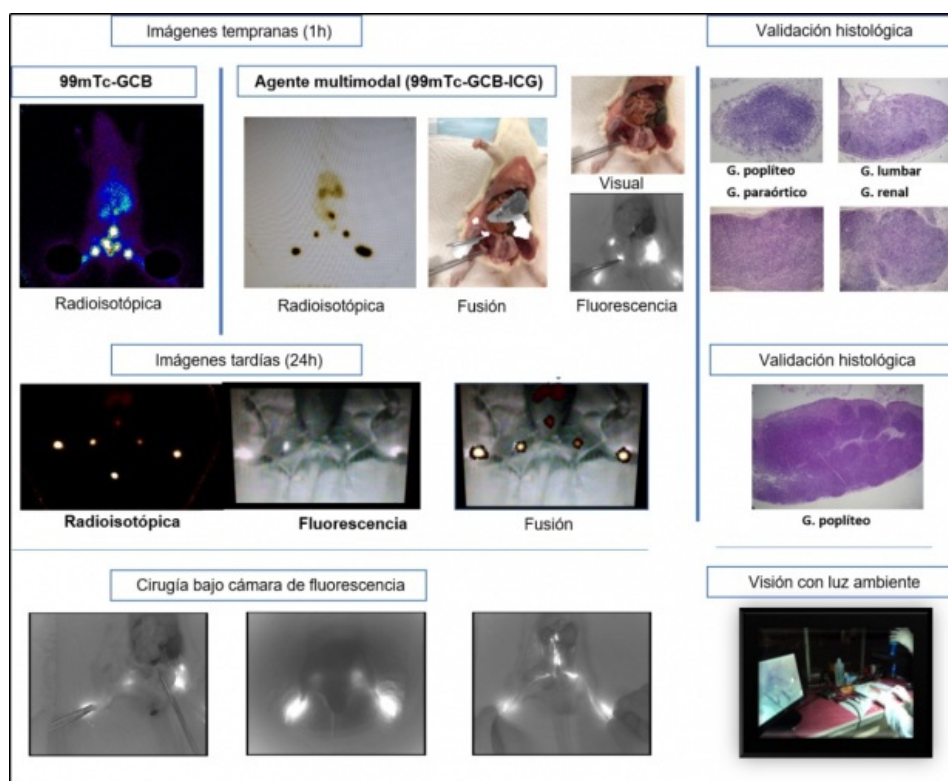 Imágenes tempranas (1h)
Validación histológica
99mTc-GCB
Agente multimodal (99mTc-GCB-ICG)
Visual
G. poplíteo
G. lumbar
G. paraórtico
G. renal
Radioisotópica
Radioisotópica
Fusión
Fluorescencia
Imágenes tardías (24h)
Validación histológica
Radioisotópica
Fluorescencia
Fusión
G. poplíteo
Cirugía bajo cámara de fluorescencia
Visión con luz ambiente